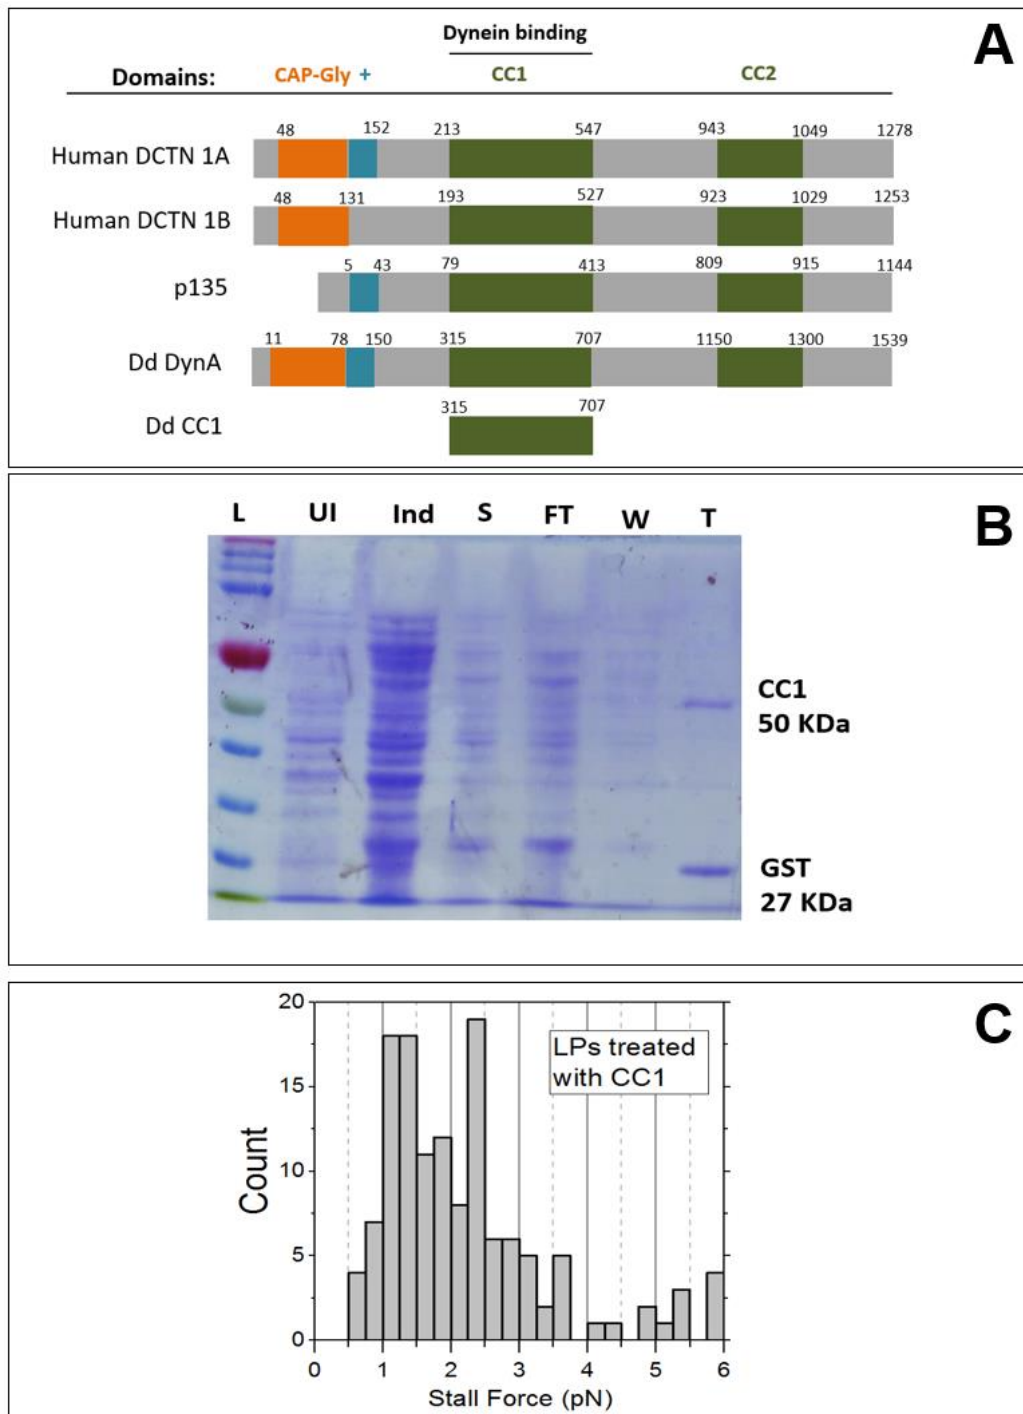 A
Dynein binding
Domains: CAP-Gly + CC1 CC2
48 152 213 547 943 1049 1278
Human DCTN 1A
48 131 193 527 923 1029 1253
Human DCTN 1B
5 43 79 413 809 915 1144
p135
11 78 150 315 707 1150 1300 1539
Dd DynA
315 707
Dd CC1
B
L UI Ind S FT W T
CC1
50 KDa
GST
27 KDa
C
20
15
10
5
0
Count
LPs treated
with CC1
0 1 2 3 4 5 6
Stall Force (pN)